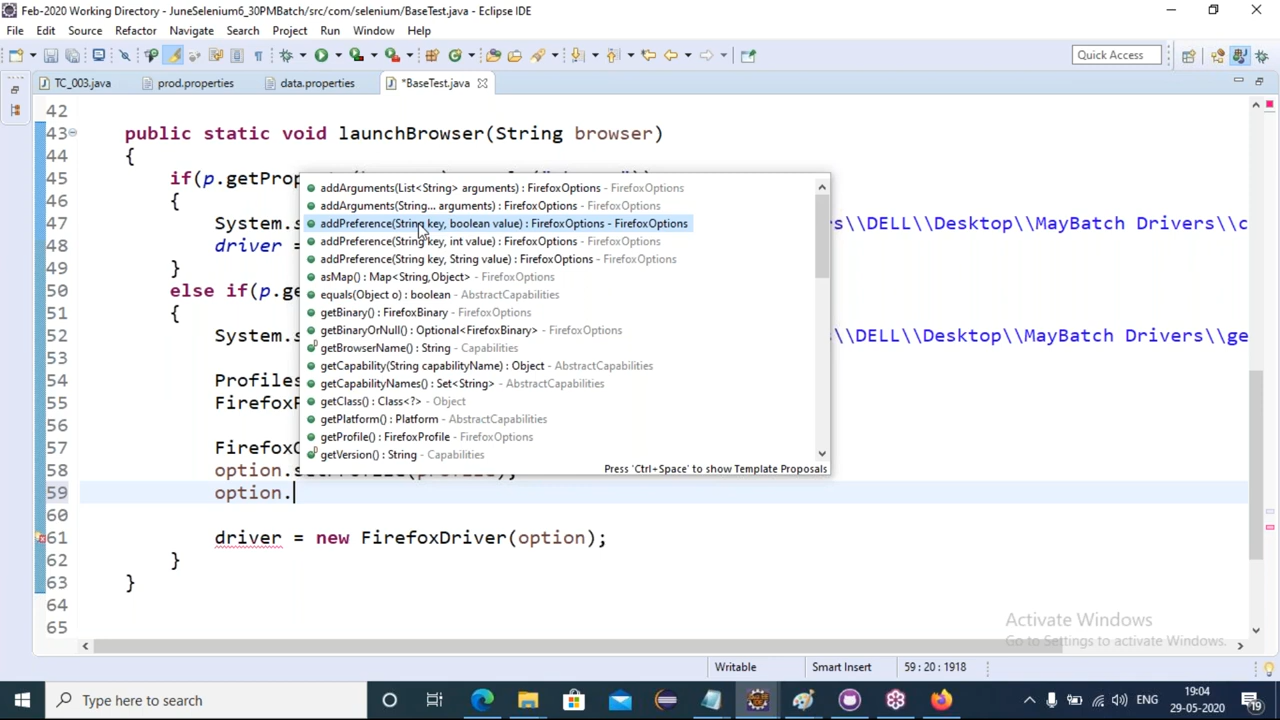 Feb-2020 Working Directory - JuneSelenium6_30PMBatch/src/com/selenium/BaseTest.java - Eclipse IDE
File Edit Source Refactor Navigate Search Project Run Window Help
Quick Access
TC_003.java prod.properties data.properties *BaseTest.java
42
43 public static void launchBrowser(String browser)
44 {
45 if(p.getProp
46 {
47 System.s s\\DELL\\Desktop\\MayBatch Drivers\\c
48 driver =
49 }
50 else if(p.ge
51 {
52 System.s s\\DELL\\Desktop\\MayBatch Drivers\\ge
53
54 Profiles
55 FirefoxP
56
57 FirefoxO
58 option.setProfile(profile);
59 option.
60
61 driver = new FirefoxDriver(option);
62 }
63 }
64
65
addArguments(List<String> arguments) : FirefoxOptions - FirefoxOptions
addArguments(String... arguments) : FirefoxOptions - FirefoxOptions
addPreference(String key, boolean value) : FirefoxOptions - FirefoxOptions
addPreference(String key, int value) : FirefoxOptions - FirefoxOptions
addPreference(String key, String value) : FirefoxOptions - FirefoxOptions
asMap() : Map<String,Object> - FirefoxOptions
equals(Object o) : boolean - AbstractCapabilities
getBinary() : FirefoxBinary - FirefoxOptions
getBinaryOrNull() : Optional<FirefoxBinary> - FirefoxOptions
getBrowserName() : String - Capabilities
getCapability(String capabilityName) : Object - AbstractCapabilities
getCapabilityNames() : Set<String> - AbstractCapabilities
getClass() : Class<?> - Object
getPlatform() : Platform - AbstractCapabilities
getProfile() : FirefoxProfile - FirefoxOptions
getVersion() : String - Capabilities
Press 'Ctrl+Space' to show Template Proposals
Activate Windows
Go to Settings to activate Windows.
Writable Smart Insert 59 : 20 : 1918
Type here to search
ENG
19:04
29-05-2020
19